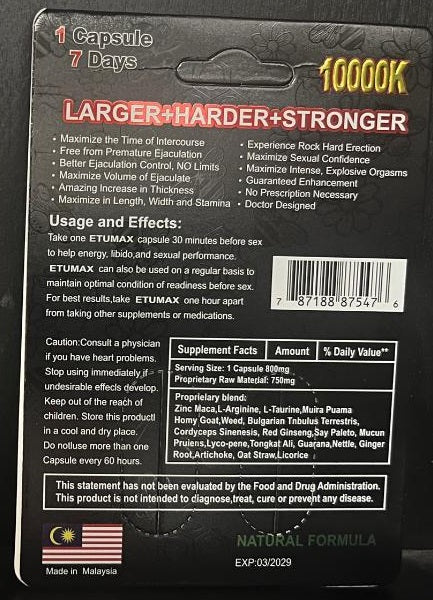 1 Capsule
7 Days
10000K
LARGER+HARDER+STRONGER
• Maximize the Time of Intercourse
• Free from Premature Ejaculation
• Better Ejaculation Control, NO Limits
• Maximize Volume of Ejaculate
• Amazing Increase in Thickness
• Maximize in Length, Width and Stamina
• Experience Rock Hard Erection
• Maximize Sexual Confidence
• Maximize Intense, Explosive Orgasms
• Guaranteed Enhancement
• No Prescription Necessary
• Doctor Designed
Usage and Effects:
Take one ETUMAX capsule 30 minutes before sex
to help energy, libido,and sexual performance.
ETUMAX can also be used on a regular basis to
maintain optimal condition of readiness before sex.
For best results,take ETUMAX one hour apart
from taking other supplements or medications.
7 87188 87547 6
Caution:Consult a physician
if you have heart problems.
Stop using immediately,if
undesirable effects develop.
Keep out of the reach of
children. Store this productl
in a cool and dry place.
Do notluse more than one
Capsule every 60 hours.
Supplement Facts Amount % Daily Value**
Serving Size: 1 Capsule 800mg
Proprietary Raw Material: 750mg
Proprielary blend:
Zinc Maca,L-Arginine, L-Taurine,Muira Puama
Horny Goat,Weed, Bulgarian Tnbulus Terrestris,
Cordyceps Sinenesis, Red Ginseng,Say Paleto, Mucun
Pruiens,Lyco-pene,Tongkat Ali, Guarana,Nettle, Ginger
Root,Artichoke, Qat Straw,Licorice
This statement has not been evaluated by the Food and Drug Administration.
This product is not intended to diagnose,treat, cure or prevent any disease.
NATURAL FORMULA
Made in Malaysia
EXP:03/2029